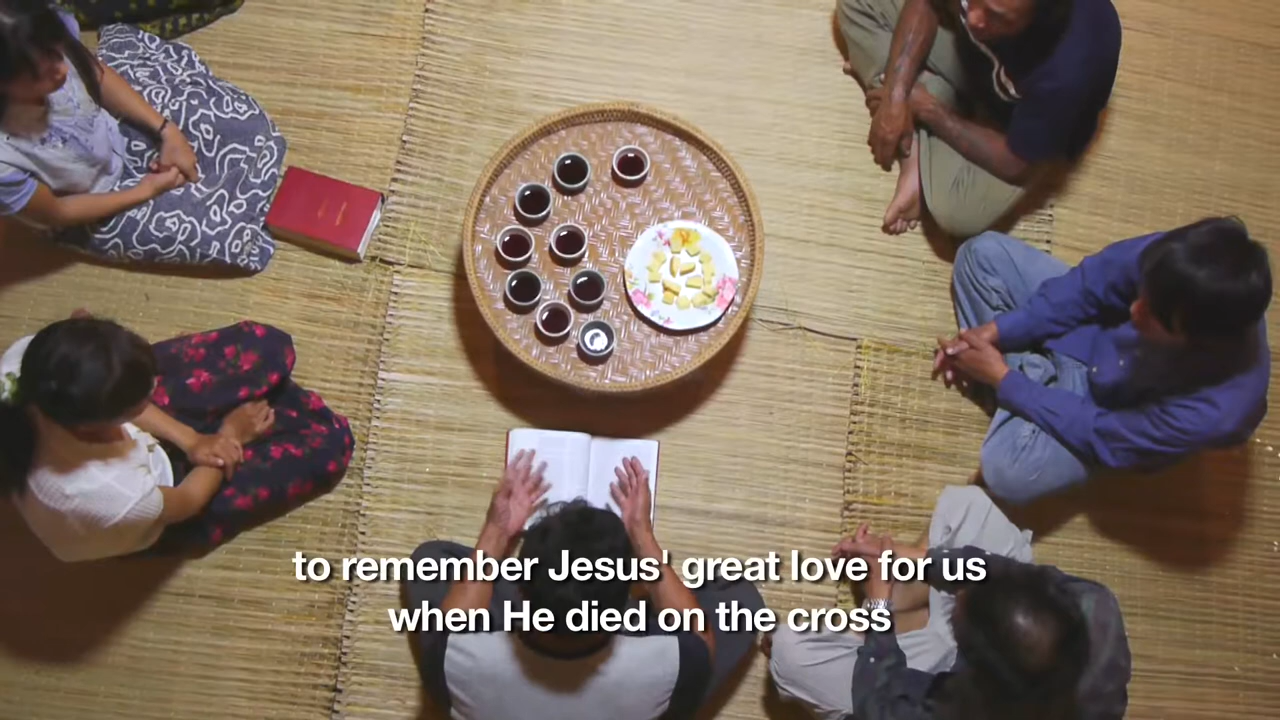 to remember Jesus' great love for us
when He died on the cross